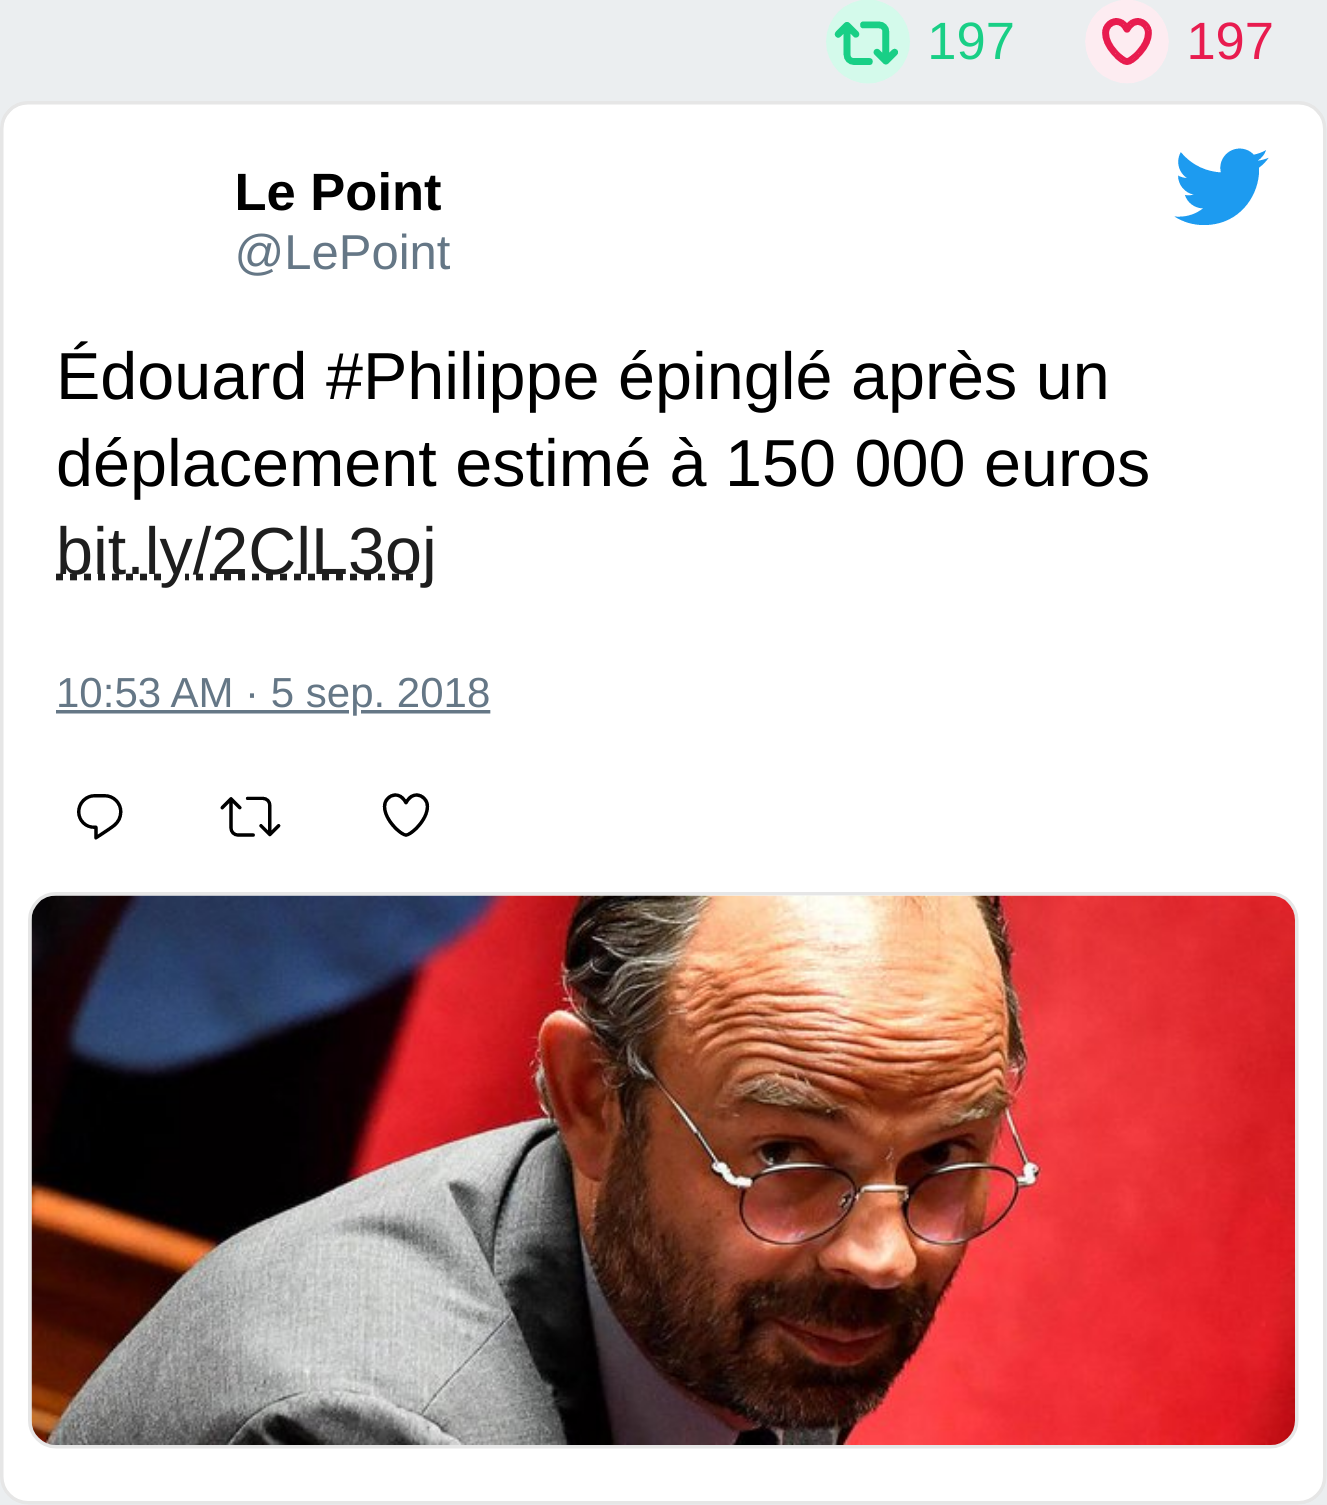 197 197
Le Point
@LePoint
Édouard #Philippe épinglé après un
déplacement estimé à 150 000 euros
bit.ly/2ClL3oj
10:53 AM · 5 sep. 2018